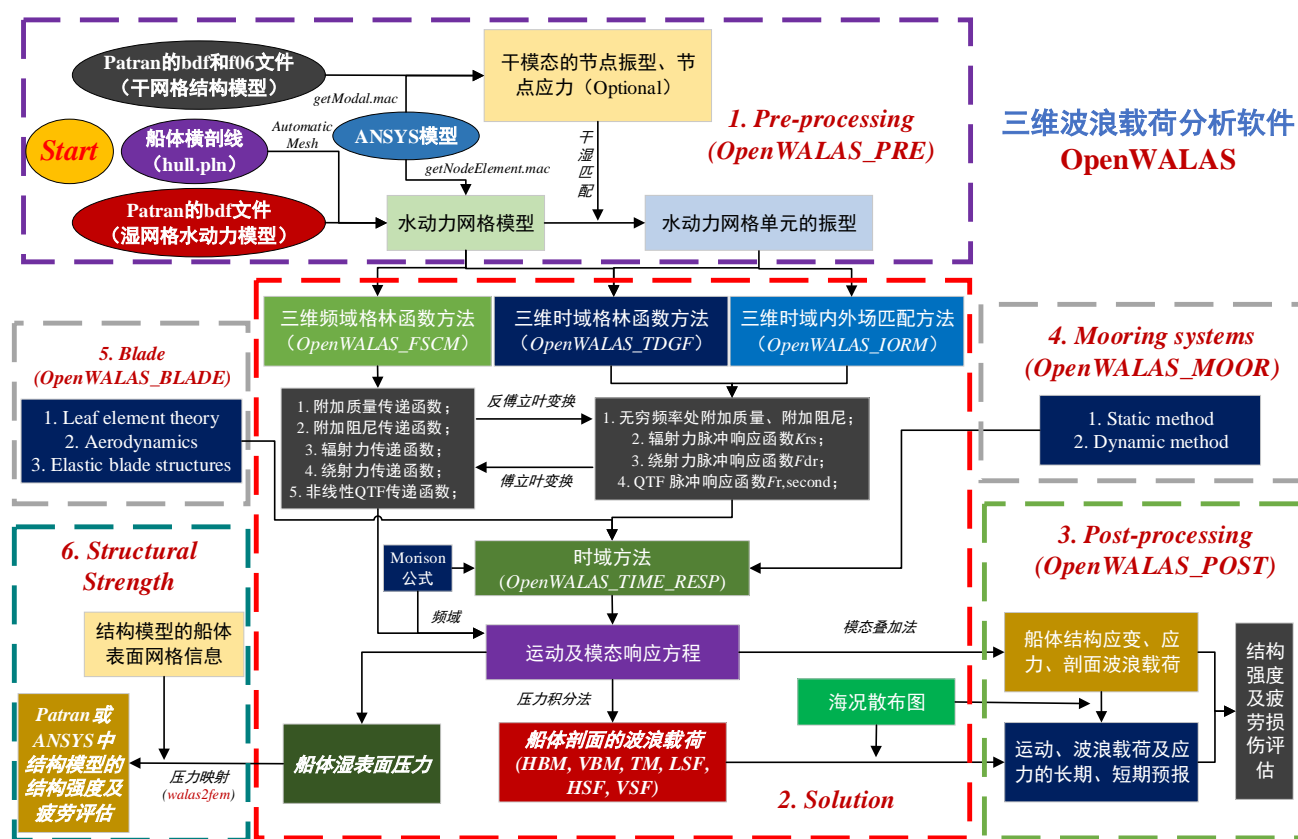 Patran的bdf和f06文件
（干网格结构模型）
干模态的节点振型、节
点应力（Optional）
getModal.mac
Start
船体横剖线
（hull.pln）
Automatic
Mesh
ANSYS模型
1. Pre-processing
(OpenWALAS_PRE)
三维波浪载荷分析软件
OpenWALAS
getNodeElement.mac
干
湿
匹
配
Patran的bdf文件
（湿网格水动力模型）
水动力网格模型
水动力网格单元的振型
三维频域格林函数方法
（OpenWALAS_FSCM）
三维时域格林函数方法
（OpenWALAS_TDGF）
三维时域内外场匹配方法
（OpenWALAS_IORM）
5. Blade
(OpenWALAS_BLADE)
1. Leaf element theory
2. Aerodynamics
3. Elastic blade structures
4. Mooring systems
(OpenWALAS_MOOR)
1. Static method
2. Dynamic method
1. 附加质量传递函数；
2. 附加阻尼传递函数；
3. 辐射力传递函数；
4. 绕射力传递函数；
5. 非线性QTF传递函数；
反傅立叶变换
傅立叶变换
1. 无穷频率处附加质量、附加阻尼；
2. 辐射力脉冲响应函数Krs；
3. 绕射力脉冲响应函数Fdr；
4. QTF 脉冲响应函数Fr,second；
6. Structural
Strength
Morison
公式
时域方法
（OpenWALAS_TIME_RESP）
3. Post-processing
(OpenWALAS_POST)
频域
模态叠加法
结构模型的船体
表面网格信息
运动及模态响应方程
船体结构应变、应
力、剖面波浪载荷
结构
强度
及疲
劳损
伤评
估
压力积分法
海况散布图
Patran或
ANSYS中
结构模型的
结构强度及
疲劳评估
压力映射
(walas2fem)
船体湿表面压力
船体剖面的波浪载荷
(HBM, VBM, TM, LSF,
HSF, VSF)
运动、波浪载荷及应
力的长期、短期预报
2. Solution